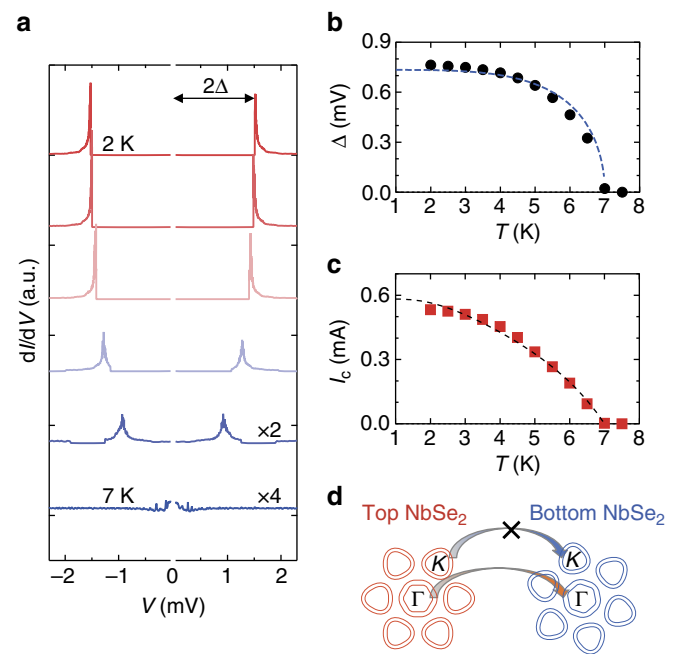 a
2Δ
2 K
×2
7 K
×4
dI/dV (a.u.)
−2 −1 0 1 2
V (mV)
b
0.9
0.6
0.3
0.0
Δ (mV)
1 2 3 4 5 6 7 8
T (K)
c
0.6
0.3
0.0
Ic (mA)
1 2 3 4 5 6 7 8
T (K)
d
Top NbSe2 Bottom NbSe2
K K
Γ Γ